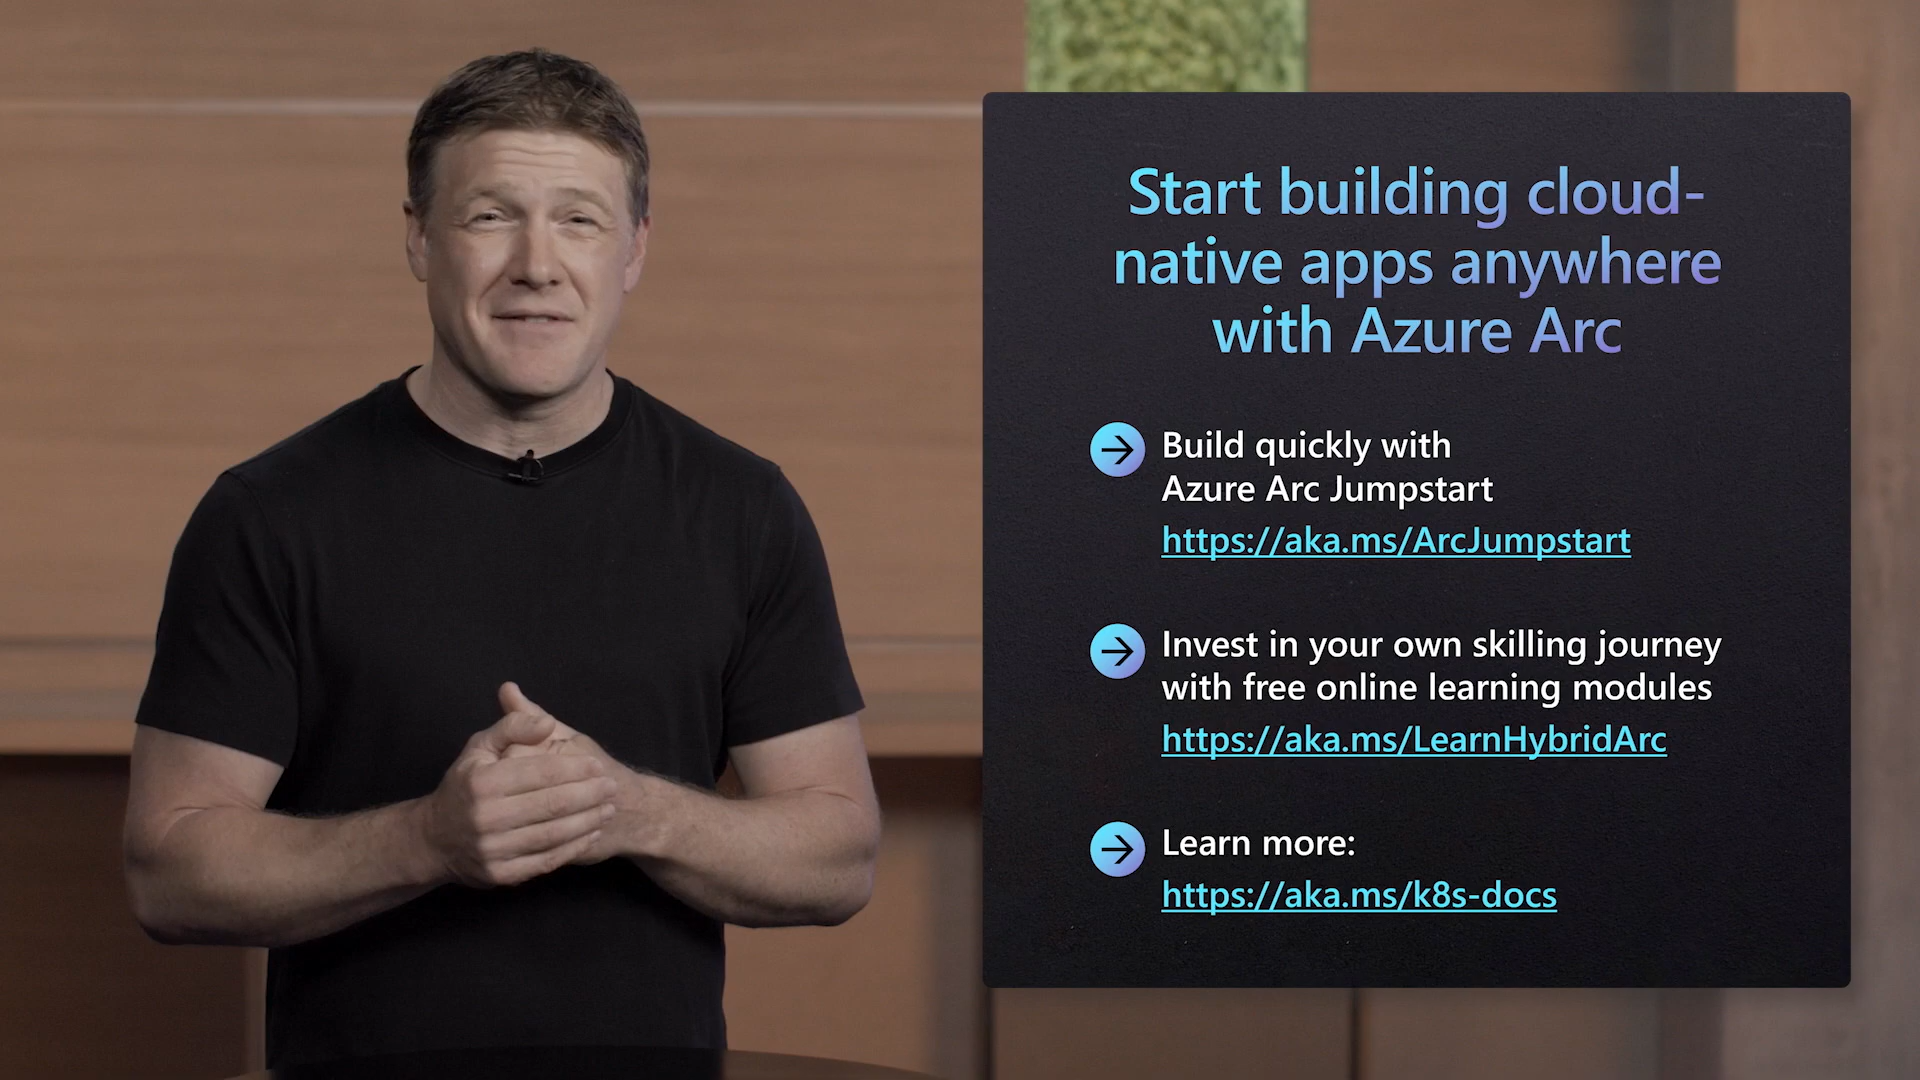 Start building cloud-
native apps anywhere
with Azure Arc
Build quickly with
Azure Arc Jumpstart
https://aka.ms/ArcJumpstart
Invest in your own skilling journey
with free online learning modules
https://aka.ms/LearnHybridArc
Learn more:
https://aka.ms/k8s-docs